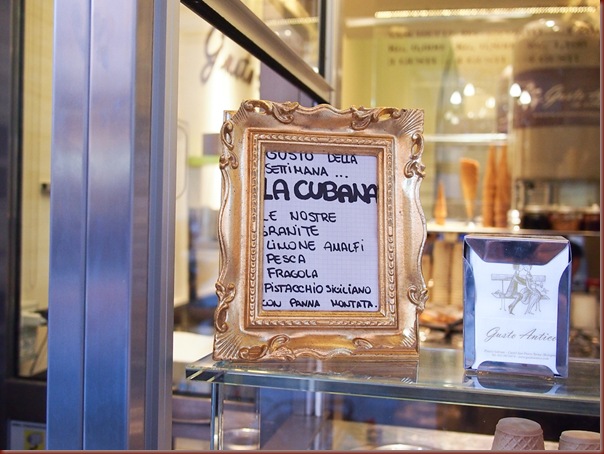 GUSTO DELLA
SETTIMANA ...
LA CUBANA
LE NOSTRE
GRANITE
LIMONE AMALFI
PESCA
FRAGOLA
PISTACCHIO SICILIANO
CON PANNA MONTATA.
Gusto Antico